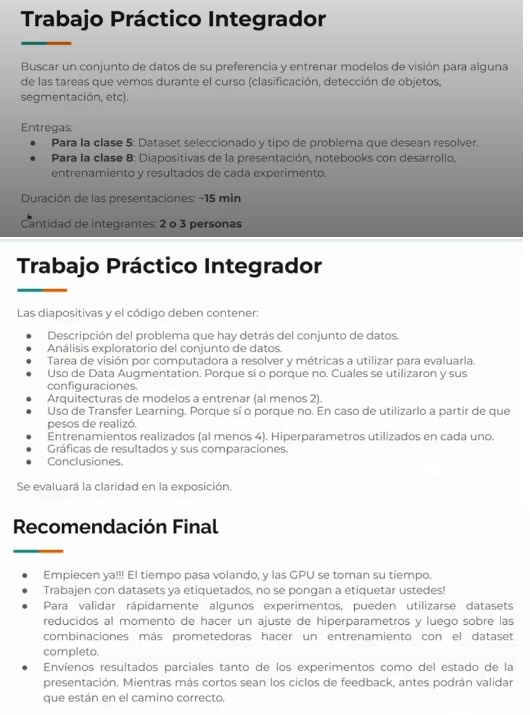 Trabajo Práctico Integrador
Buscar un conjunto de datos de su preferencia y entrenar modelos de visión para alguna
de las tareas que vemos durante el curso (clasificación, detección de objetos,
segmentación, etc).
Entregas:
● Para la clase 5: Dataset seleccionado y tipo de problema que desean resolver.
● Para la clase 8: Diapositivas de la presentación, notebooks con desarrollo,
entrenamiento y resultados de cada experimento.
Duración de las presentaciones: ~15 min
Cantidad de integrantes: 2 o 3 personas
Trabajo Práctico Integrador
Las diapositivas y el código deben contener:
● Descripción del problema que hay detrás del conjunto de datos.
● Análisis exploratorio del conjunto de datos.
● Tarea de visión por computadora a resolver y métricas a utilizar para evaluarla.
● Uso de Data Augmentation. Porque sí o porque no. Cuales se utilizaron y sus
configuraciones.
● Arquitecturas de modelos a entrenar (al menos 2).
● Uso de Transfer Learning. Porque sí o porque no. En caso de utilizarlo a partir de que
pesos de realizó.
● Entrenamientos realizados (al menos 4). Hiperparametros utilizados en cada uno.
● Gráficas de resultados y sus comparaciones.
● Conclusiones.
Se evaluará la claridad en la exposición.
Recomendación Final
● Empiecen ya!!! El tiempo pasa volando, y las GPU se toman su tiempo.
● Trabajen con datasets ya etiquetados, no se pongan a etiquetar ustedes!
● Para validar rápidamente algunos experimentos, pueden utilizarse datasets
reducidos al momento de hacer un ajuste de hiperparametros y luego sobre las
combinaciones más prometedoras hacer un entrenamiento con el dataset
completo.
● Envíenos resultados parciales tanto de los experimentos como del estado de la
presentación. Mientras más cortos sean los ciclos de feedback, antes podrán validar
que están en el camino correcto.